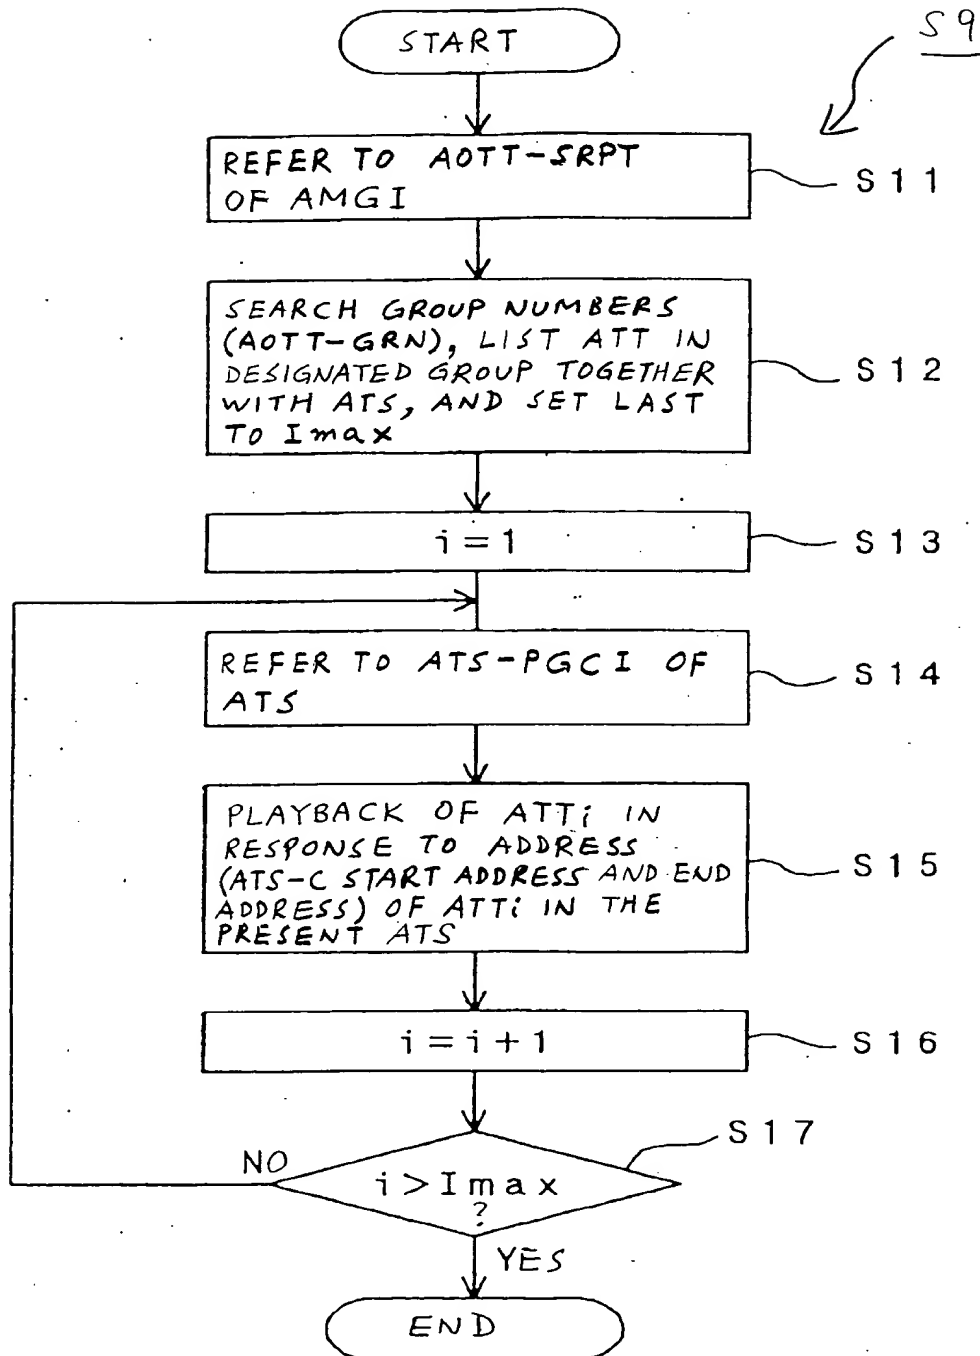 S9
START
REFER TO AOTT-SRPT
OF AMGI
S11
SEARCH GROUP NUMBERS
(AOTT-GRN), LIST ATT IN
DESIGNATED GROUP TOGETHER
WITH ATS, AND SET LAST
TO Imax
S12
i=1
S13
REFER TO ATS-PGCI OF
ATS
S14
PLAYBACK OF ATTi IN
RESPONSE TO ADDRESS
(ATS-C START ADDRESS AND END
ADDRESS) OF ATTi IN THE
PRESENT ATS
S15
i=i+1
S16
S17
NO
i>Imax
?
YES
END